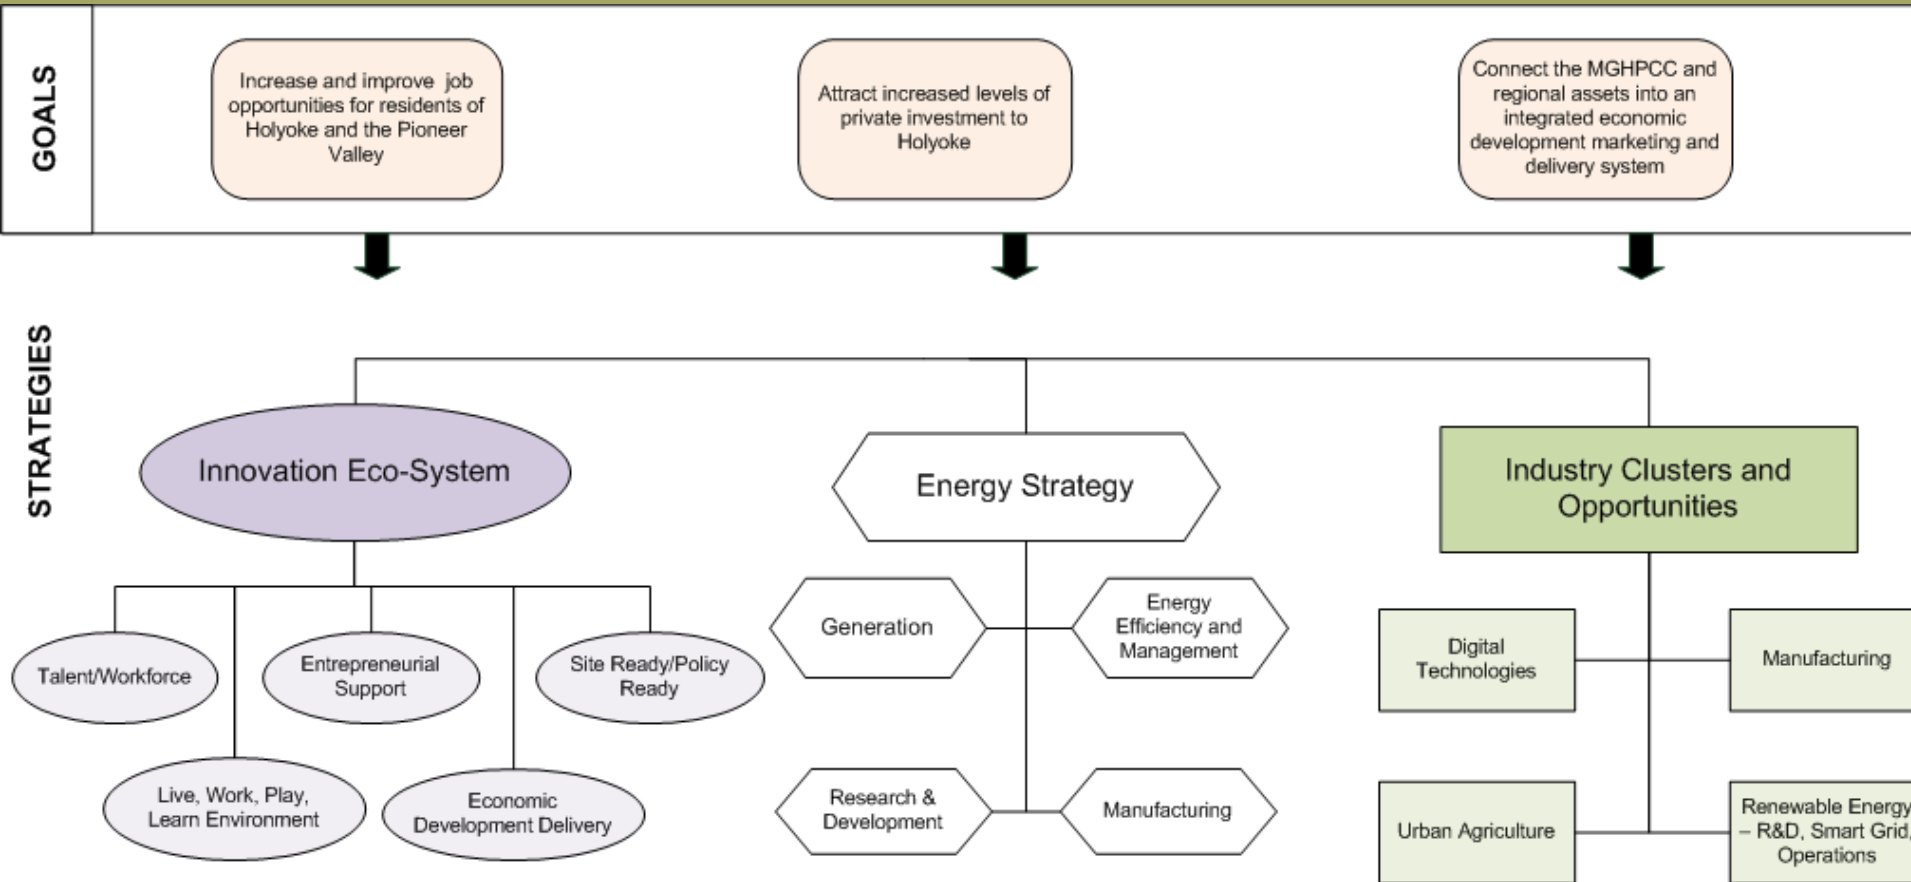 GOALS
Increase and improve job
opportunities for residents of
Holyoke and the Pioneer
Valley
Attract increased levels of
private investment to
Holyoke
Connect the MGHPCC and
regional assets into an
integrated economic
development marketing and
delivery system
STRATEGIES
Innovation Eco-System
Energy Strategy
Industry Clusters and
Opportunities
Talent/Workforce
Entrepreneurial
Support
Site Ready/Policy
Ready
Live, Work, Play,
Learn Environment
Economic
Development Delivery
Generation
Energy
Efficiency and
Management
Research &
Development
Manufacturing
Digital
Technologies
Manufacturing
Urban Agriculture
Renewable Energy
– R&D, Smart Grid,
Operations